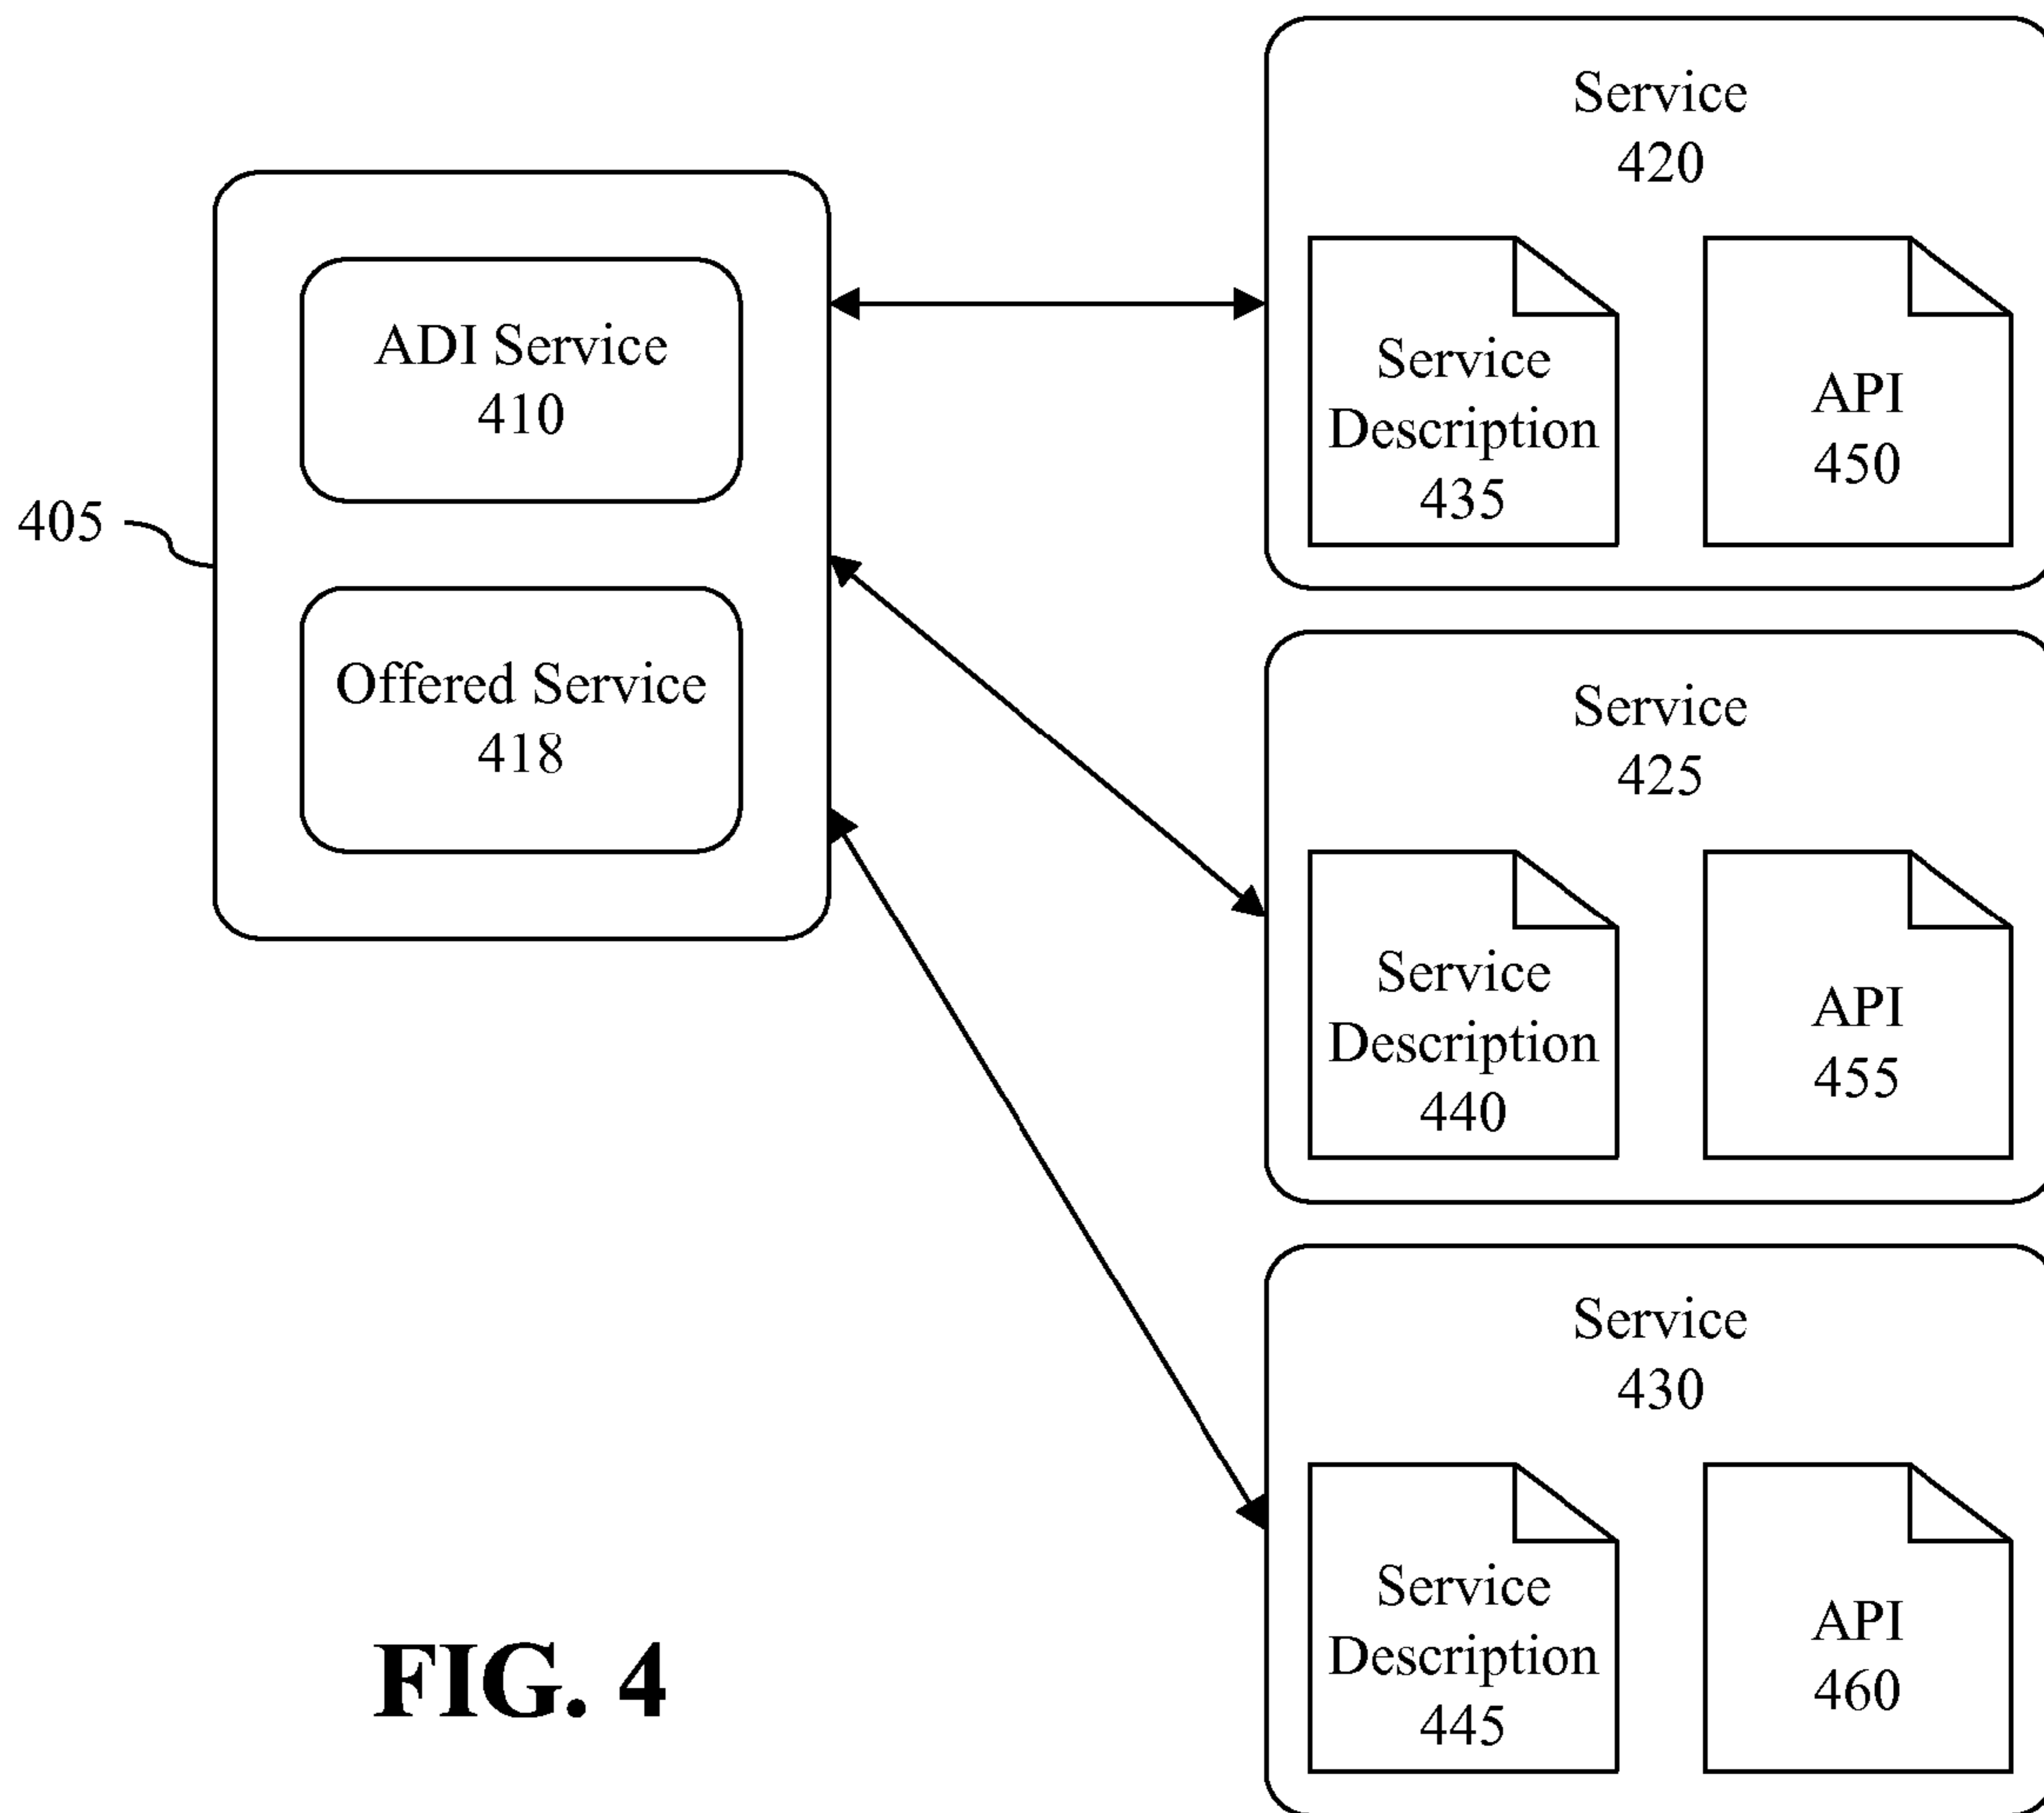 405
ADI Service
410
Offered Service
418
Service
420
Service
Description
435
API
450
Service
425
Service
Description
440
API
455
Service
430
Service
Description
445
API
460
FIG. 4